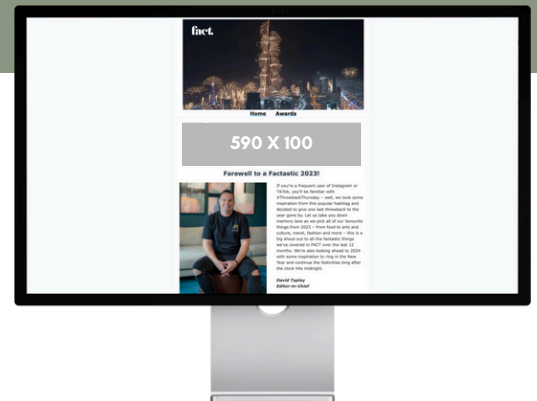 fact.
Home Awards
590 X 100
Farewell to a Factastic 2023!
If you're a frequent user of Instagram or
TikTok, you'll be familiar with
#ThrowbackThursday – well, we took some
inspiration from this popular hashtag and
decided to give one last throwback to the
year gone by. Let us take you down
memory lane as we pick all of our favourite
things from 2023 – from food to arts and
culture, travel, fashion and more – this is a
big shout-out to all the fantastic things
we've covered in FACT over the last 12
months. We're also looking ahead to 2024
with some inspiration to ring in the New
Year and continue the festivities long after
the clock hits midnight.
David Tapley
Editor-in-Chief